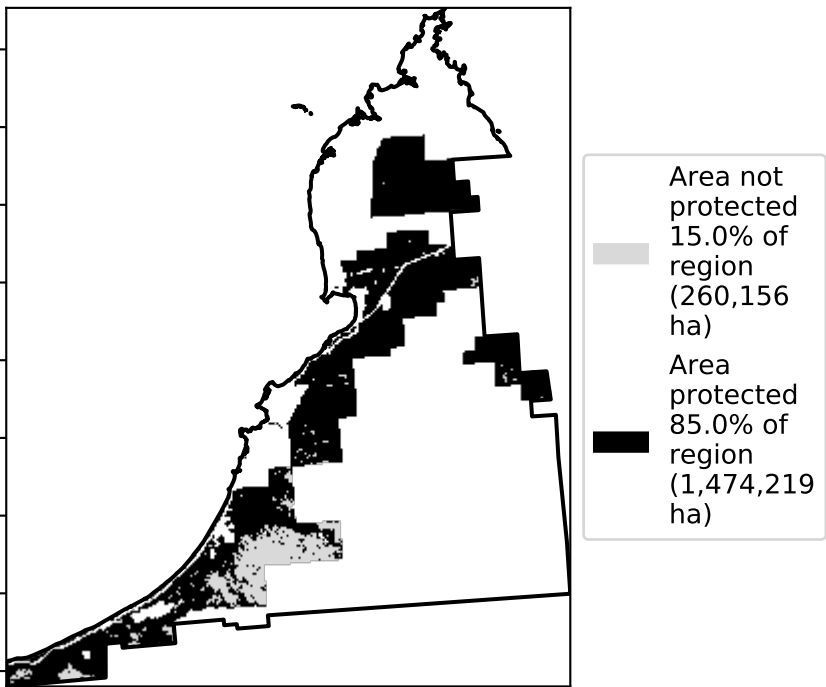 Area not
protected
15.0% of
region
(260,156
ha)
Area
protected
85.0% of
region
(1,474,219
ha)